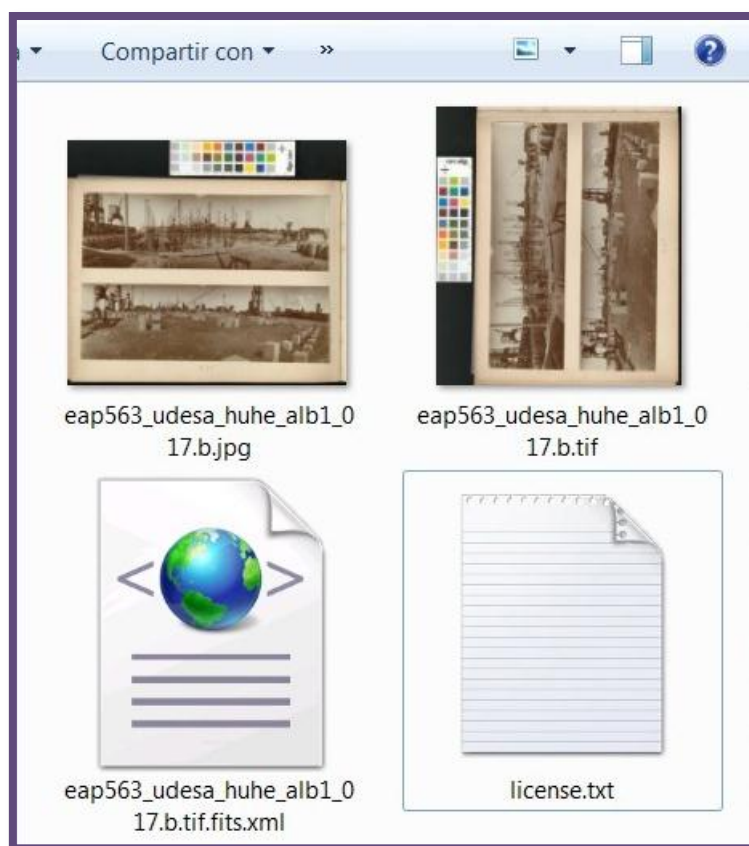 Compartir con »
eap563_udesa_huhe_alb1_0
17.b.jpg
eap563_udesa_huhe_alb1_0
17.b.tif
eap563_udesa_huhe_alb1_0
17.b.tif.fits.xml
license.txt